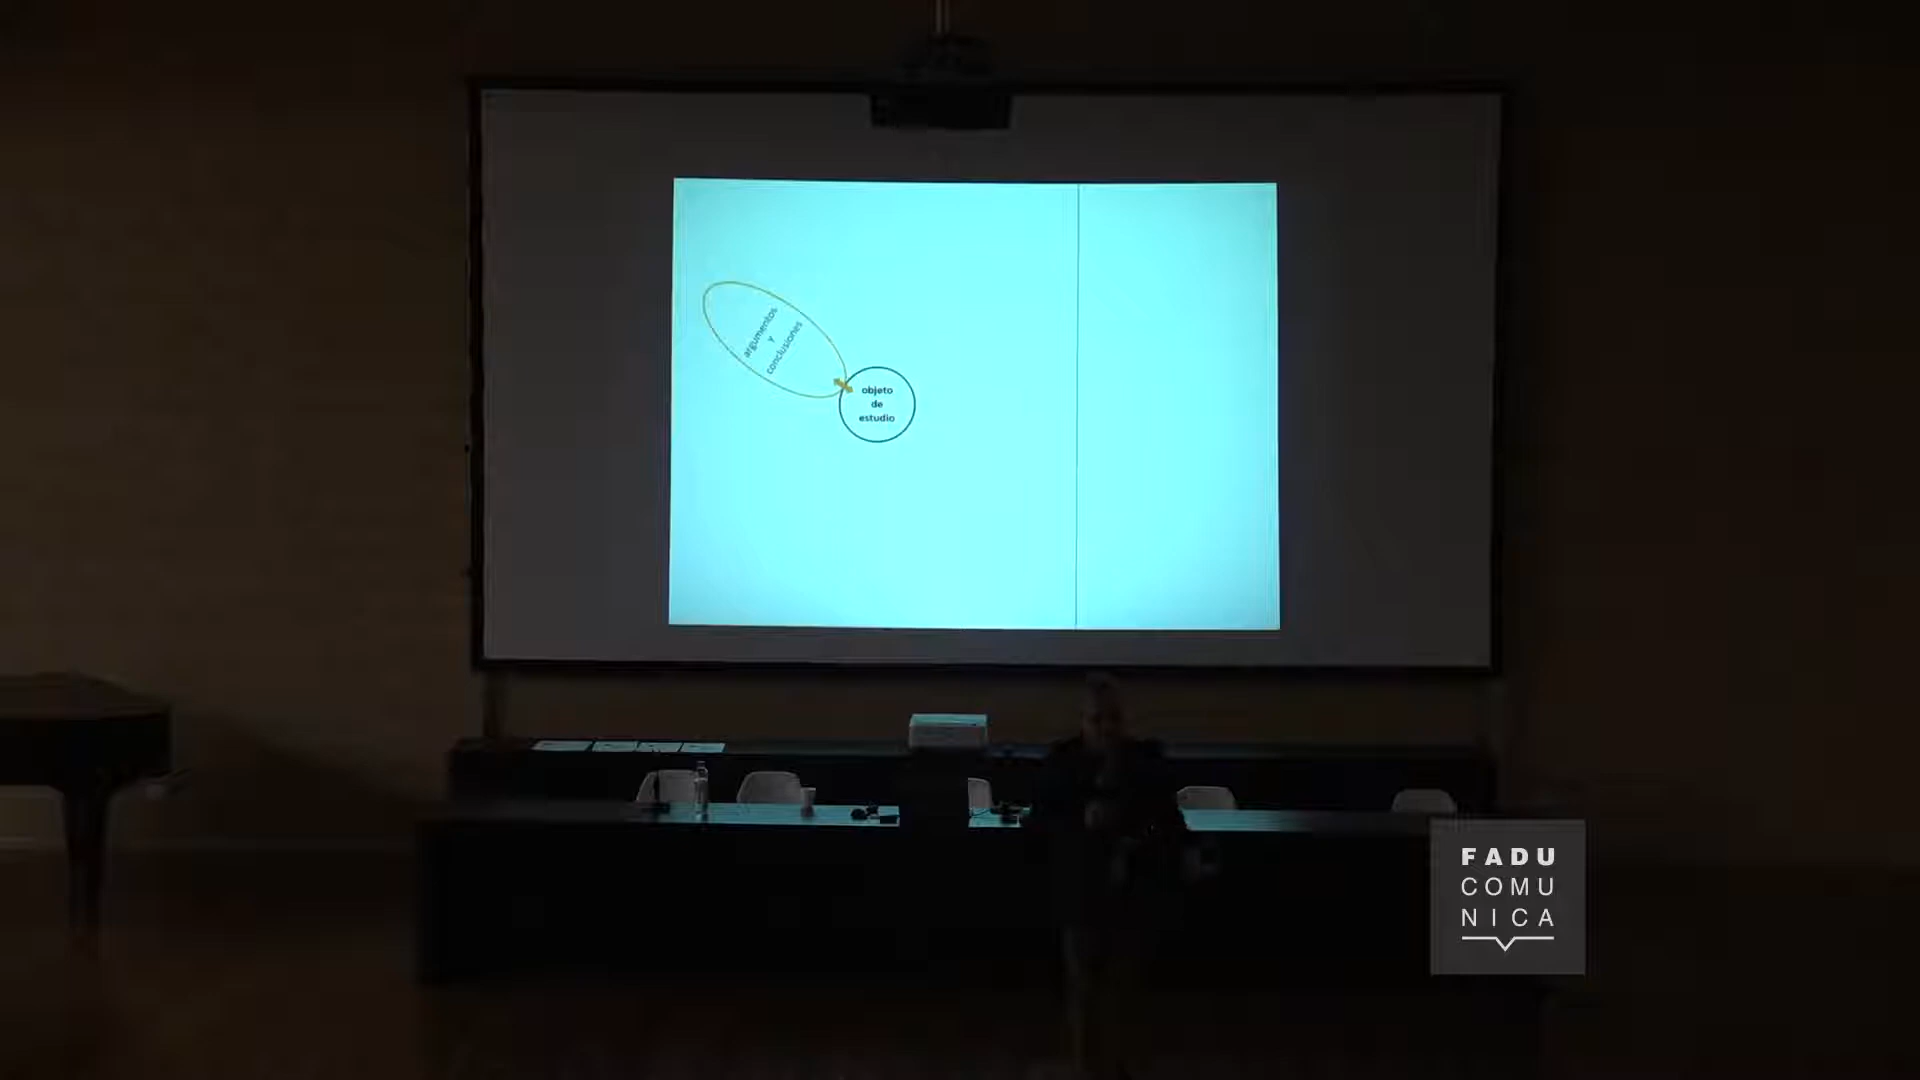 argumentos
y
conclusiones
objeto
de
estudio
FADU
COMU
NICA